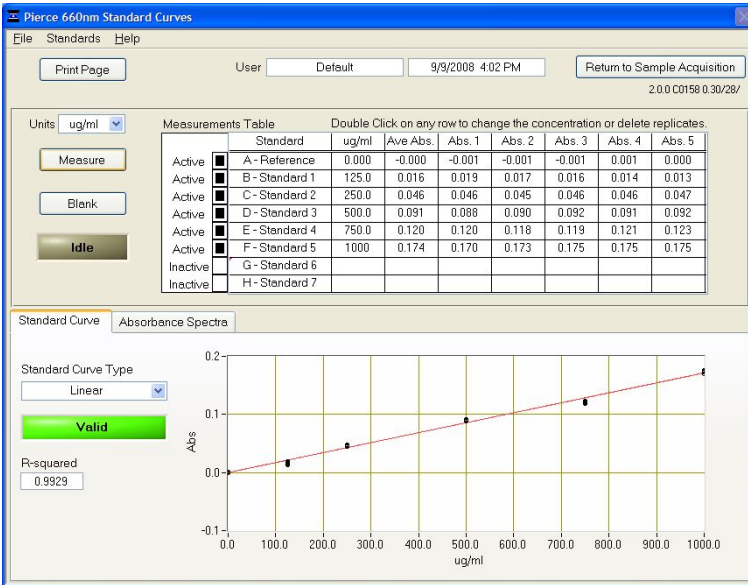 Pierce 660nm Standard Curves
File Standards Help
Print Page User Default 9/9/2008 4:02 PM Return to Sample Acquisition
2.0.0 C0158 0.30/28/
Units ug/ml Measurements Table Double Click on any row to change the concentration or delete replicates.
Standard ug/ml Ave Abs. Abs. 1 Abs. 2 Abs. 3 Abs. 4 Abs. 5
Measure
Active A - Reference 0.000 -0.000 -0.001 -0.001 -0.001 0.001 0.000
Active B - Standard 1 125.0 0.016 0.019 0.017 0.016 0.014 0.013
Blank
Active C - Standard 2 250.0 0.046 0.046 0.045 0.046 0.046 0.047
Active D - Standard 3 500.0 0.091 0.088 0.090 0.092 0.091 0.092
Idle
Active E - Standard 4 750.0 0.120 0.120 0.118 0.119 0.121 0.123
Active F - Standard 5 1000 0.174 0.170 0.173 0.175 0.175 0.175
Inactive G - Standard 6
Inactive H - Standard 7
Standard Curve Absorbance Spectra
Standard Curve Type
Linear
Valid
R-squared
0.9929
Abs
0.2
0.1
0.0
-0.1
0.0 100.0 200.0 300.0 400.0 500.0 600.0 700.0 800.0 900.0 1000.0
ug/ml